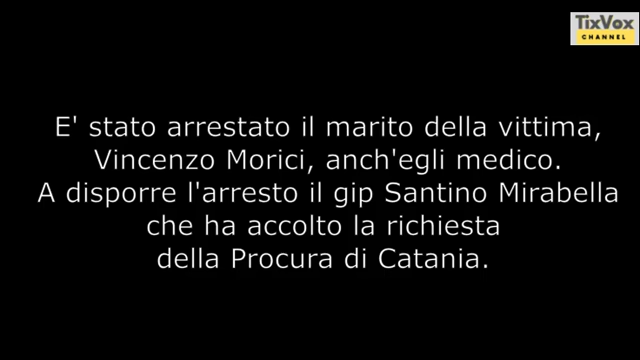 TixVox
CHANNEL
E' stato arrestato il marito della vittima,
Vincenzo Morici, anch'egli medico.
A disporre l'arresto il gip Santino Mirabella
che ha accolto la richiesta
della Procura di Catania.